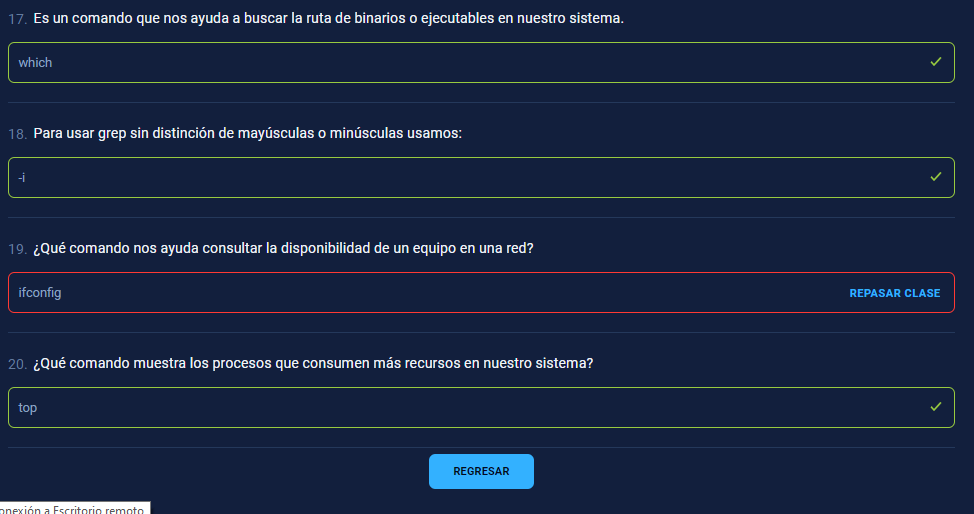 17. Es un comando que nos ayuda a buscar la ruta de binarios o ejecutables en nuestro sistema.
which
18. Para usar grep sin distinción de mayúsculas o minúsculas usamos:
-i
19. ¿Qué comando nos ayuda consultar la disponibilidad de un equipo en una red?
ifconfig REPASAR CLASE
20. ¿Qué comando muestra los procesos que consumen más recursos en nuestro sistema?
top
REGRESAR
onexión a Escritorio remoto